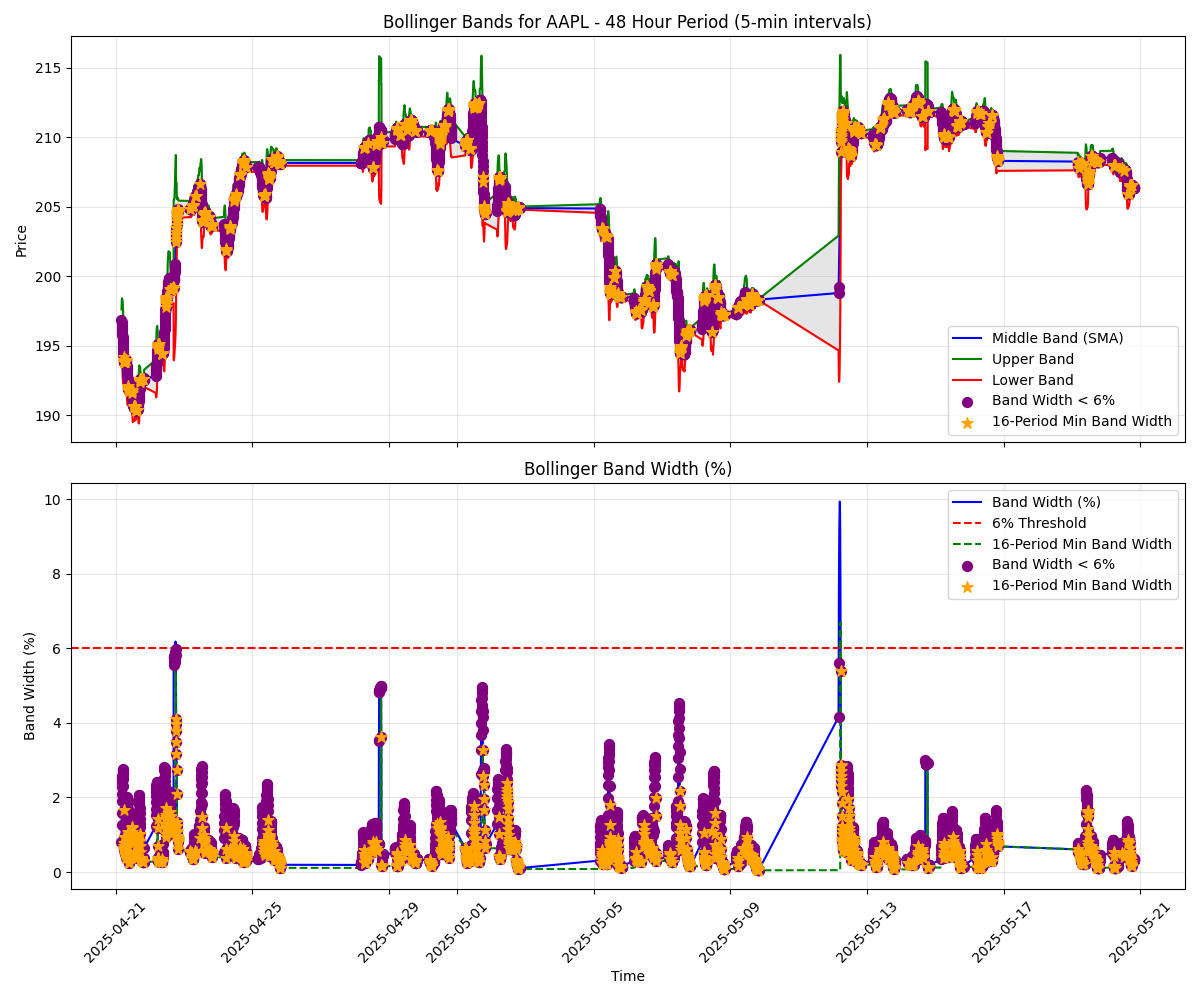 Bollinger Bands for AAPL - 48 Hour Period (5-min intervals)
Price
215
210
205
200
195
190
Middle Band (SMA)
Upper Band
Lower Band
Band Width < 6%
16-Period Min Band Width
Bollinger Band Width (%)
Band Width (%)
10
8
6
4
2
0
Band Width (%)
6% Threshold
16-Period Min Band Width
Band Width < 6%
16-Period Min Band Width
2025-04-21
2025-04-25
2025-04-29
2025-05-01
2025-05-05
2025-05-09
2025-05-13
2025-05-17
2025-05-21
Time